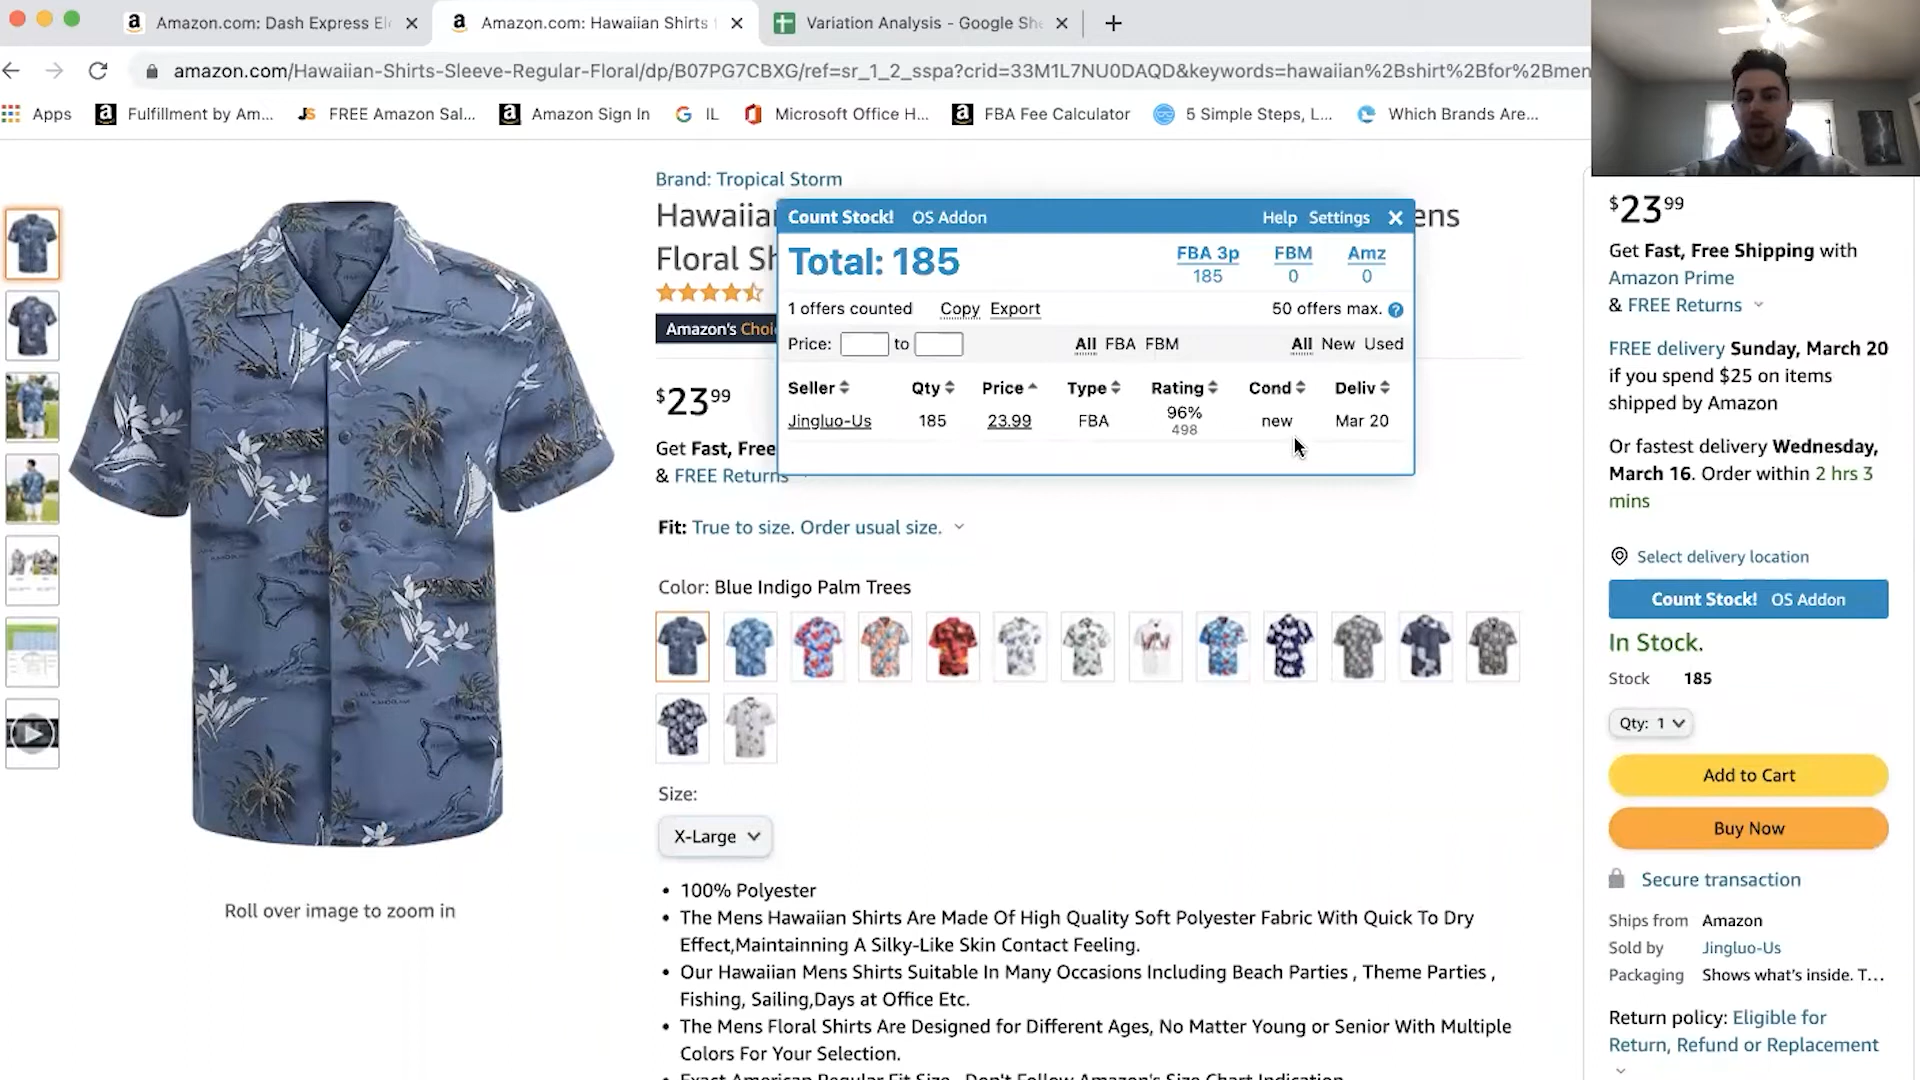 Amazon.com: Dash Express El
Amazon.com: Hawaiian Shirts
Variation Analysis - Google She
amazon.com/Hawaiian-Shirts-Sleeve-Regular-Floral/dp/B07PG7CBXG/ref=sr_1_2_sspa?crid=33M1L7NU0DAQD&keywords=hawaiian%2Bshirt%2Bfor%2Bmen
Apps
Fulfillment by Am...
FREE Amazon Sal...
Amazon Sign In
IL
Microsoft Office H...
FBA Fee Calculator
5 Simple Steps, L...
Which Brands Are...
Brand: Tropical Storm
Hawaiian
ens
Floral Sh
Amazon's Choi
$23 99
Get Fast, Free
& FREE Returns
Count Stock! OS Addon
Help Settings
Total: 185
FBA 3p FBM Amz
185 0 0
1 offers counted Copy Export
50 offers max.
Price: to
All FBA FBM
All New Used
Seller Qty Price Type Rating Cond Deliv
Jingluo-Us 185 23.99 FBA 96% new Mar 20
498
Fit: True to size. Order usual size.
Color: Blue Indigo Palm Trees
Size:
X-Large
• 100% Polyester
• The Mens Hawaiian Shirts Are Made Of High Quality Soft Polyester Fabric With Quick To Dry
Effect,Maintainning A Silky-Like Skin Contact Feeling.
• Our Hawaiian Mens Shirts Suitable In Many Occasions Including Beach Parties , Theme Parties ,
Fishing, Sailing,Days at Office Etc.
• The Mens Floral Shirts Are Designed for Different Ages, No Matter Young or Senior With Multiple
Colors For Your Selection.
• Exact American Regular Fit Size , Don't Follow Amazon's Size Chart Indication
Roll over image to zoom in
$23 99
Get Fast, Free Shipping with
Amazon Prime
& FREE Returns
FREE delivery Sunday, March 20
if you spend $25 on items
shipped by Amazon
Or fastest delivery Wednesday,
March 16. Order within 2 hrs 3
mins
Select delivery location
Count Stock! OS Addon
In Stock.
Stock 185
Qty: 1
Add to Cart
Buy Now
Secure transaction
Ships from Amazon
Sold by Jingluo-Us
Packaging Shows what's inside. T...
Return policy: Eligible for
Return, Refund or Replacement